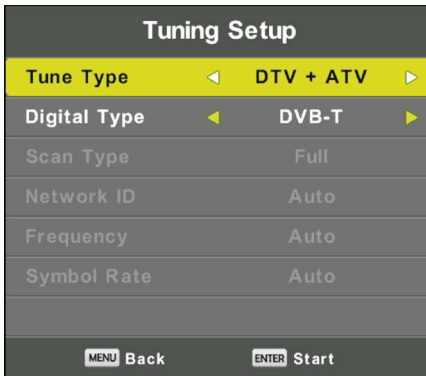 Tuning Setup
Tune Type DTV + ATV
Digital Type DVB-T
Scan Type Full
Network ID Auto
Frequency Auto
Symbol Rate Auto
MENU Back ENTER Start